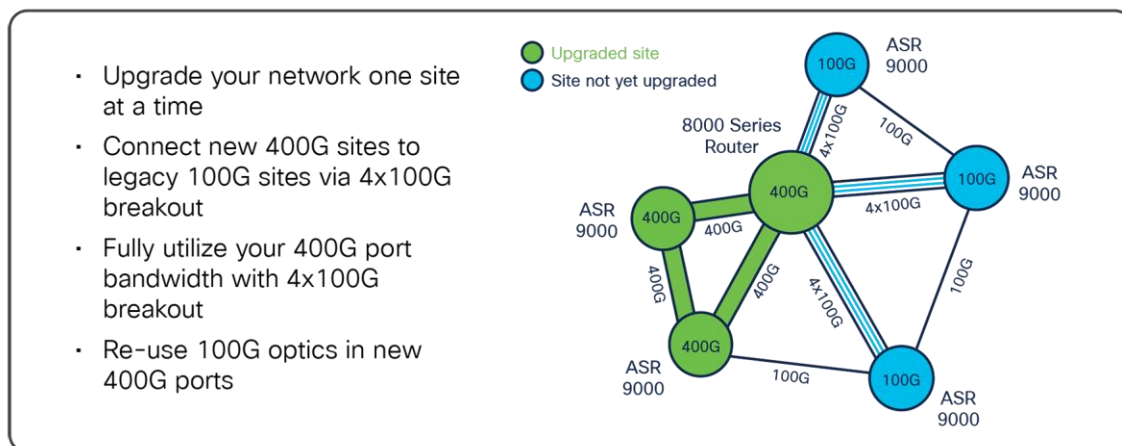 · Upgrade your network one site
at a time
· Connect new 400G sites to
legacy 100G sites via 4x100G
breakout
· Fully utilize your 400G port
bandwidth with 4x100G
breakout
· Re-use 100G optics in new
400G ports
Upgraded site
Site not yet upgraded
100G
ASR
9000
8000 Series
Router
4x100G
100G
400G
4x100G
100G
ASR
9000
ASR
9000
400G
400G
400G
400G
4x100G
100G
400G
ASR
9000
100G
100G
ASR
9000